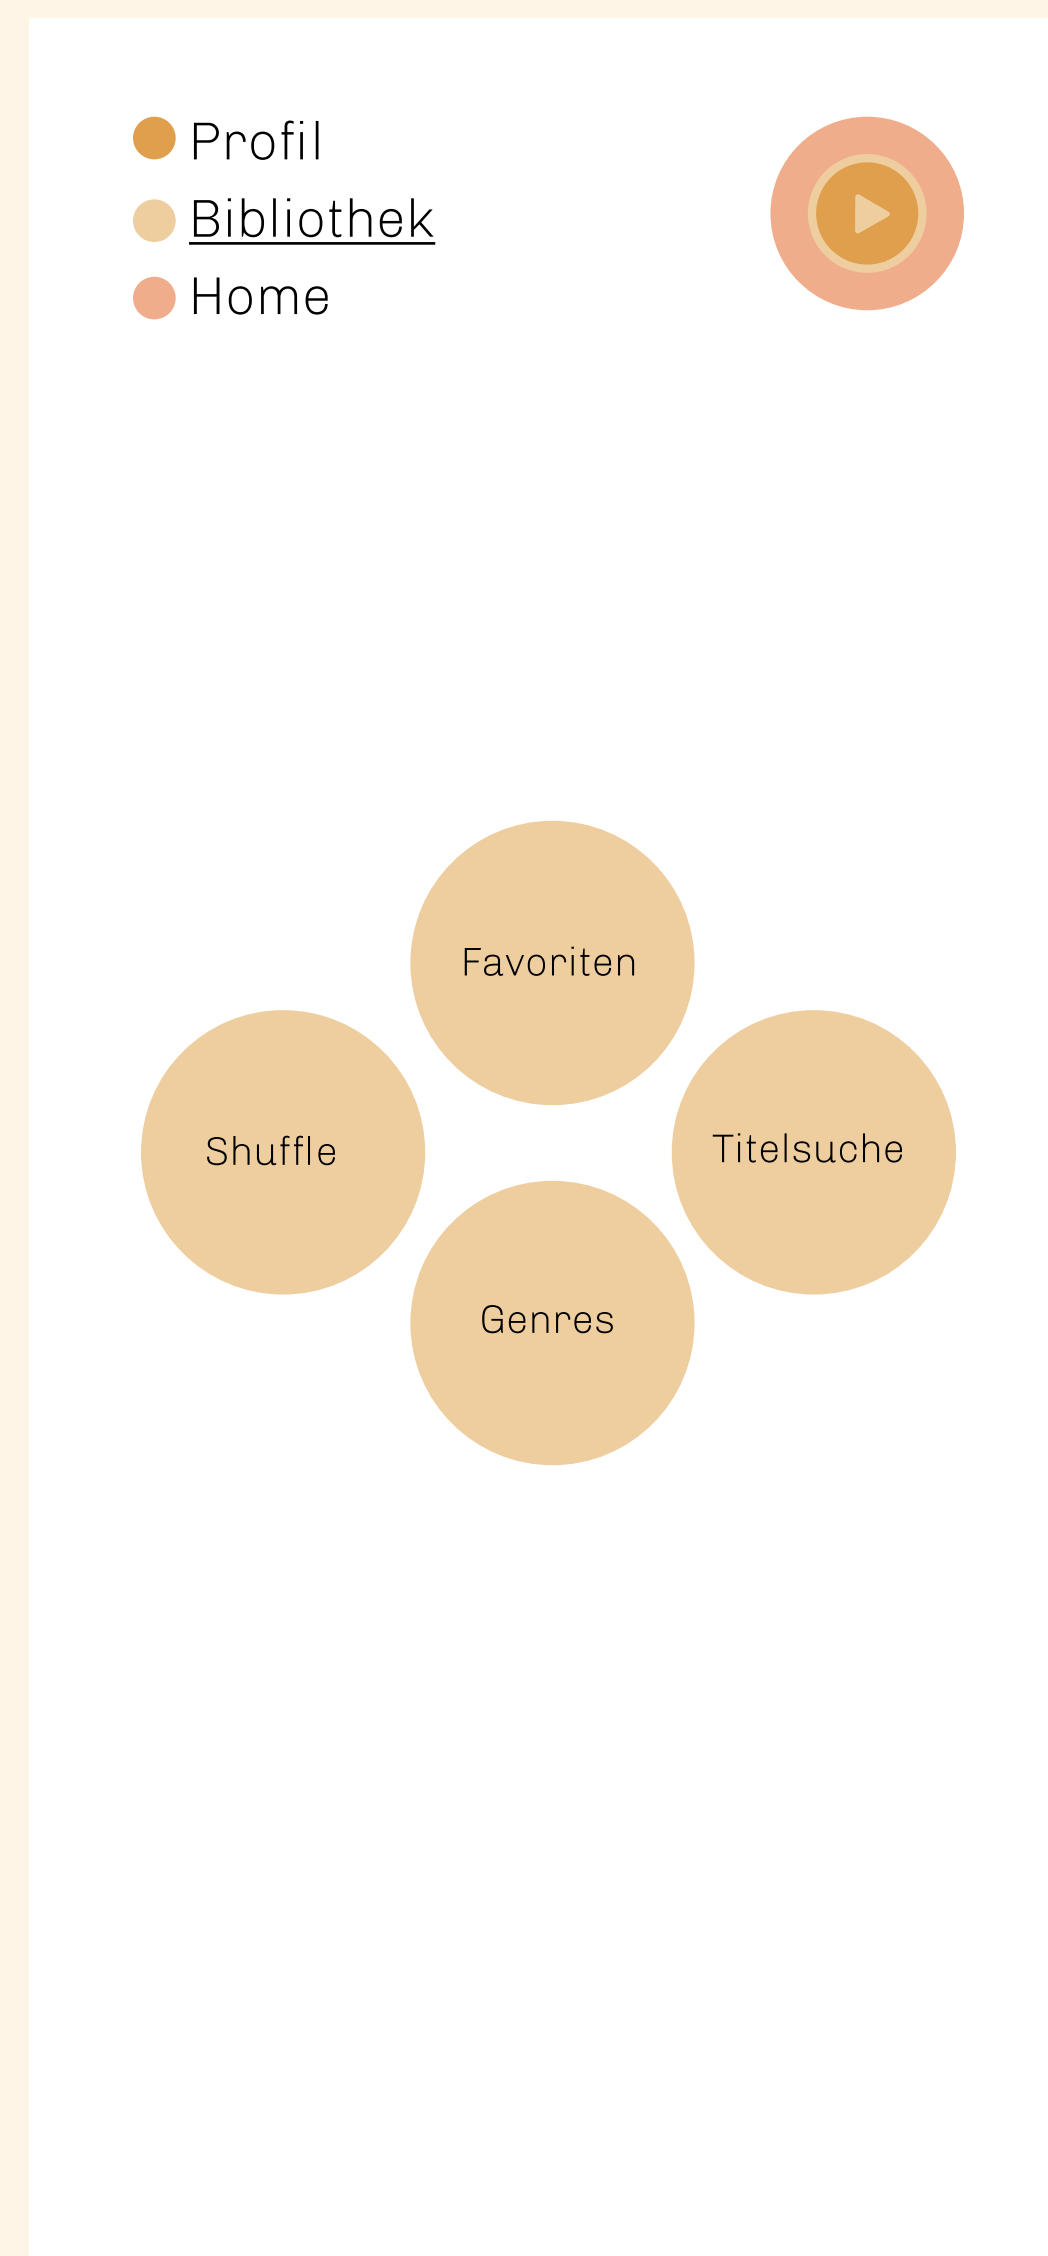 Profil
Bibliothek
Home
Favoriten
Shuffle
Titelsuche
Genres